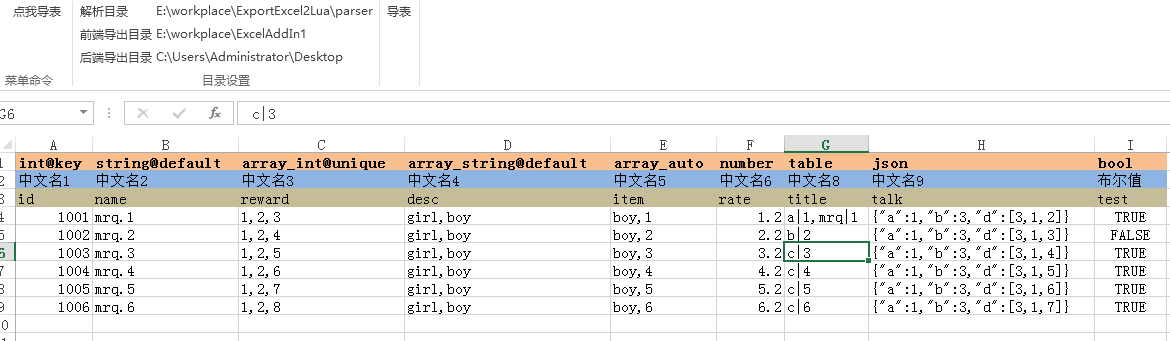 点我导表 解析目录 E:\workplace\ExportExcel2Lua\parser 导表
前端导出目录 E:\workplace\ExcelAddIn1
后端导出目录 C:\Users\Administrator\Desktop
菜单命令 目录设置
G6 fx c|3
A B C D E F G H I
1 int@key string@default array_int@unique array_string@default array_auto number table json bool
2 中文名1 中文名2 中文名3 中文名4 中文名5 中文名6 中文名8 中文名9 布尔值
3 id name reward desc item rate title talk test
4 1001 mrq.1 1,2,3 girl,boy boy,1 1.2 a|1,mrq|1 {"a":1,"b":3,"d":[3,1,2]} TRUE
5 1002 mrq.2 1,2,4 girl,boy boy,2 2.2 b|2 {"a":1,"b":3,"d":[3,1,3]} FALSE
6 1003 mrq.3 1,2,5 girl,boy boy,3 3.2 c|3 {"a":1,"b":3,"d":[3,1,4]} TRUE
7 1004 mrq.4 1,2,6 girl,boy boy,4 4.2 c|4 {"a":1,"b":3,"d":[3,1,5]} TRUE
8 1005 mrq.5 1,2,7 girl,boy boy,5 5.2 c|5 {"a":1,"b":3,"d":[3,1,6]} TRUE
9 1006 mrq.6 1,2,8 girl,boy boy,6 6.2 c|6 {"a":1,"b":3,"d":[3,1,7]} TRUE